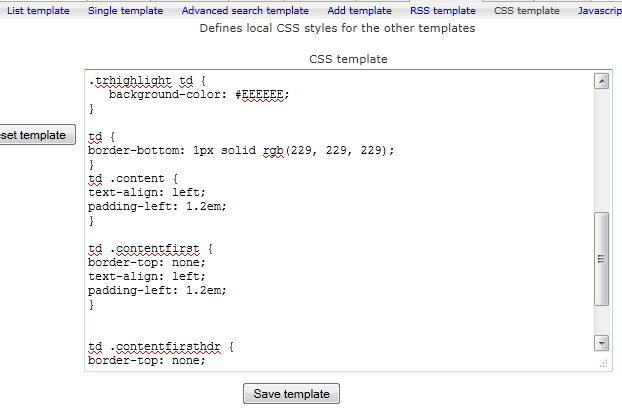 List template Single template Advanced search template Add template RSS template CSS template Javascrip
Defines local CSS styles for the other templates
CSS template
.trhighlight td {
background-color: #EEEEEE;
}
eset template
td {
border-bottom: 1px solid rgb(229, 229, 229);
}
td .content {
text-align: left;
padding-left: 1.2em;
}
td .contentfirst {
border-top: none;
text-align: left;
padding-left: 1.2em;
}
td .contentfirsthdr {
border-top: none;
Save template